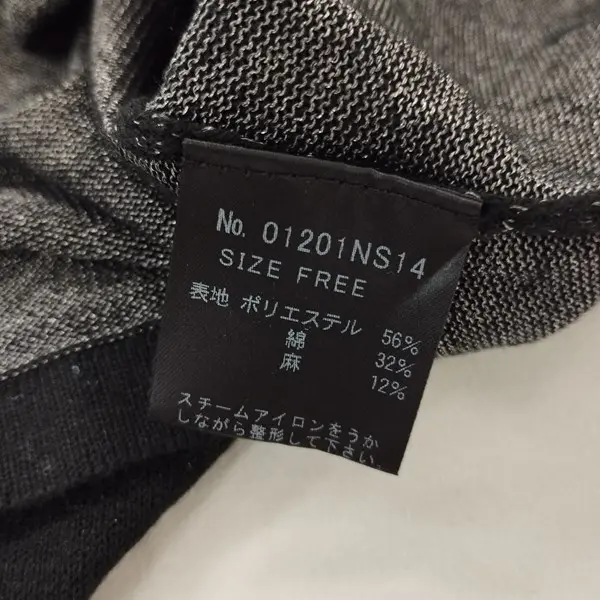 No. 01201NS14
SIZE FREE
表地 ポリエステル 56%
綿 32%
麻 12%
スチームアイロンをうか
しながら整形して下さい。